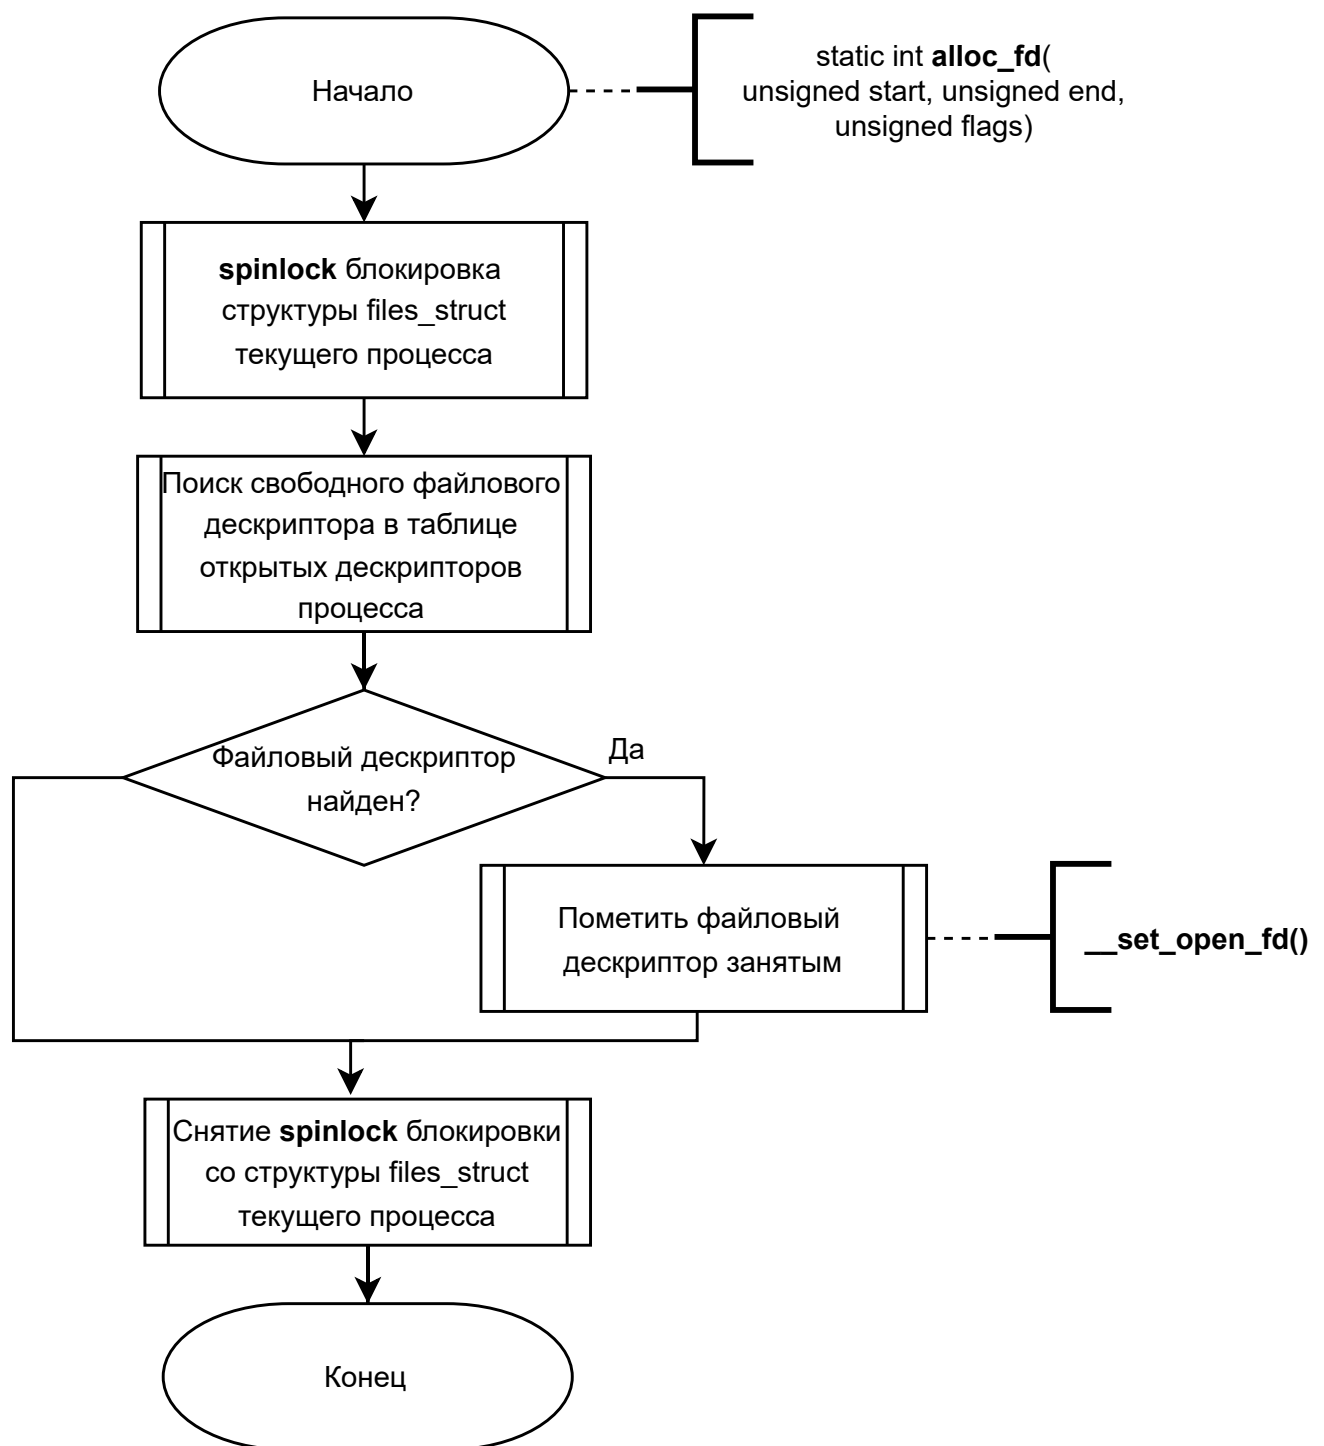 Начало
static int alloc_fd(
unsigned start, unsigned end,
unsigned flags)
spinlock блокировка
структуры files_struct
текущего процесса
Поиск свободного файлового
дескриптора в таблице
открытых дескрипторов
процесса
Файловый дескриптор
найден?
Да
Пометить файловый
дескриптор занятым
__set_open_fd()
Снятие spinlock блокировки
со структуры files_struct
текущего процесса
Конец